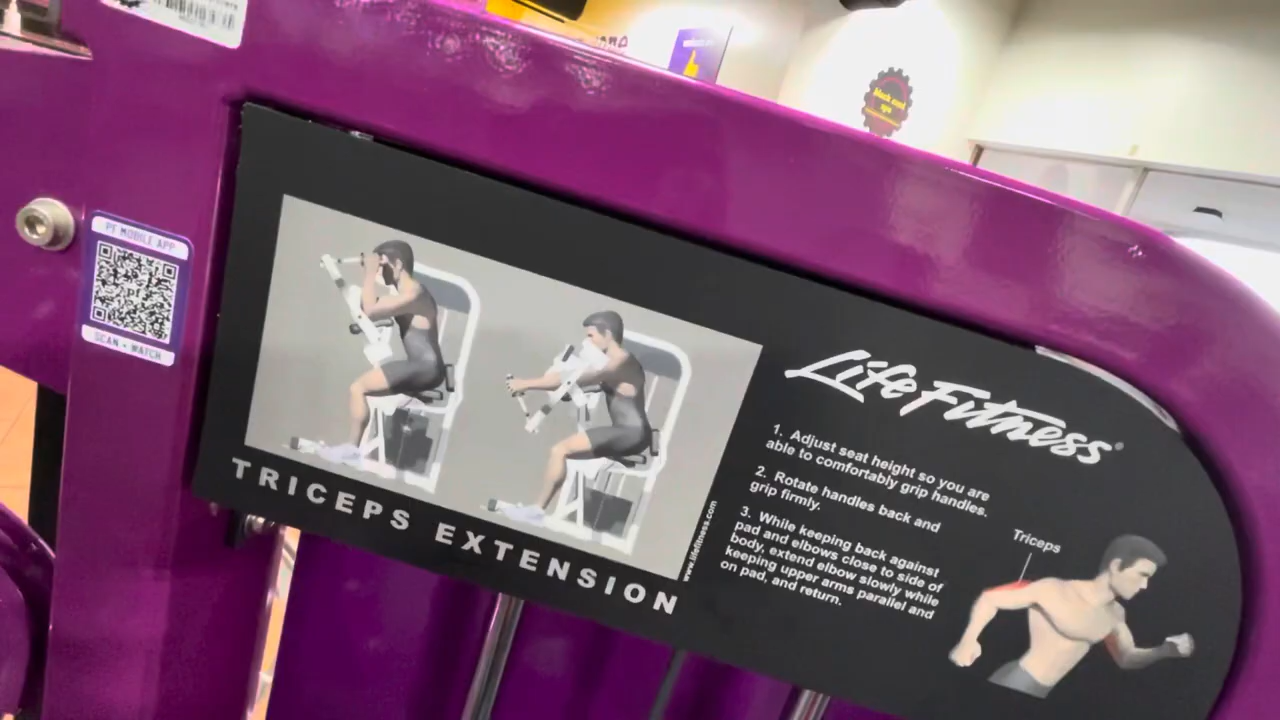 PF MOBILE APP
SCAN + WATCH
black card
spa
TRICEPS EXTENSION
www.lifefitness.com
Life Fitness®
1. Adjust seat height so you are
able to comfortably grip handles.
2. Rotate handles back and
grip firmly.
3. While keeping back against
pad and elbows close to side of
body, extend elbow slowly while
keeping upper arms parallel and
on pad, and return.
Triceps